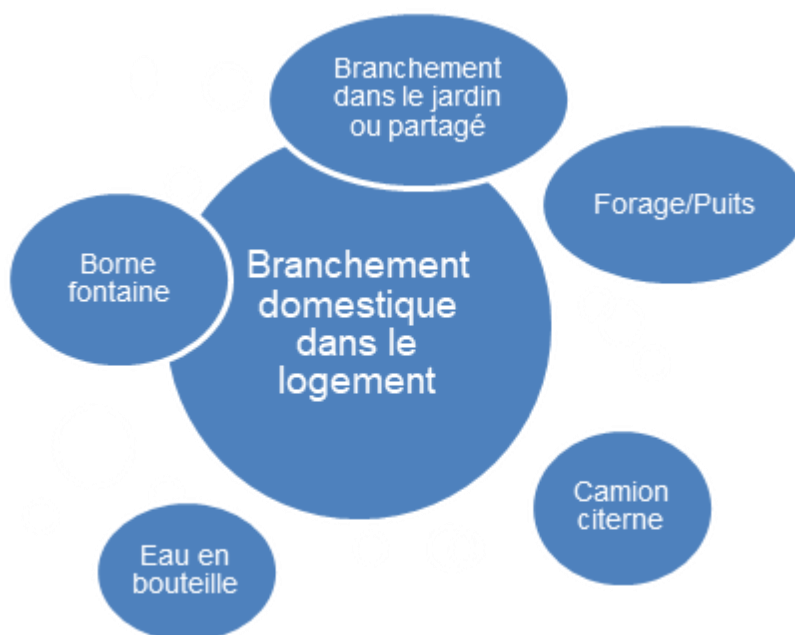 Branchement
dans le jardin
ou partagé
Forage/Puits
Borne
fontaine
Branchement
domestique
dans le
logement
Camion
citerne
Eau en
bouteille